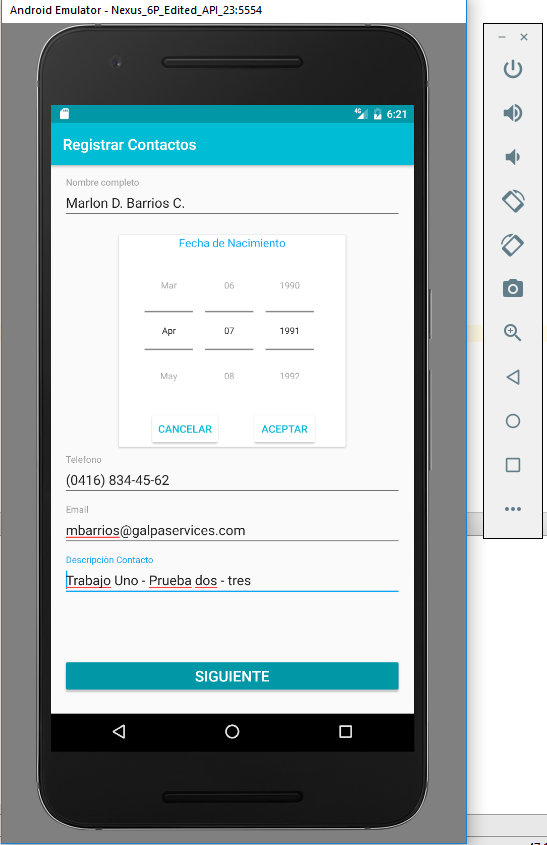 Android Emulator - Nexus_6P_Edited_API_23:5554
4G 6:21
Registrar Contactos
Nombre completo
Marlon D. Barrios C.
Fecha de Nacimiento
Mar 06 1990
Apr 07 1991
May 08 1992
CANCELAR ACEPTAR
Telefono
(0416) 834-45-62
Email
mbarrios@galpaservices.com
Descripción Contacto
Trabajo Uno - Prueba dos - tres
SIGUIENTE